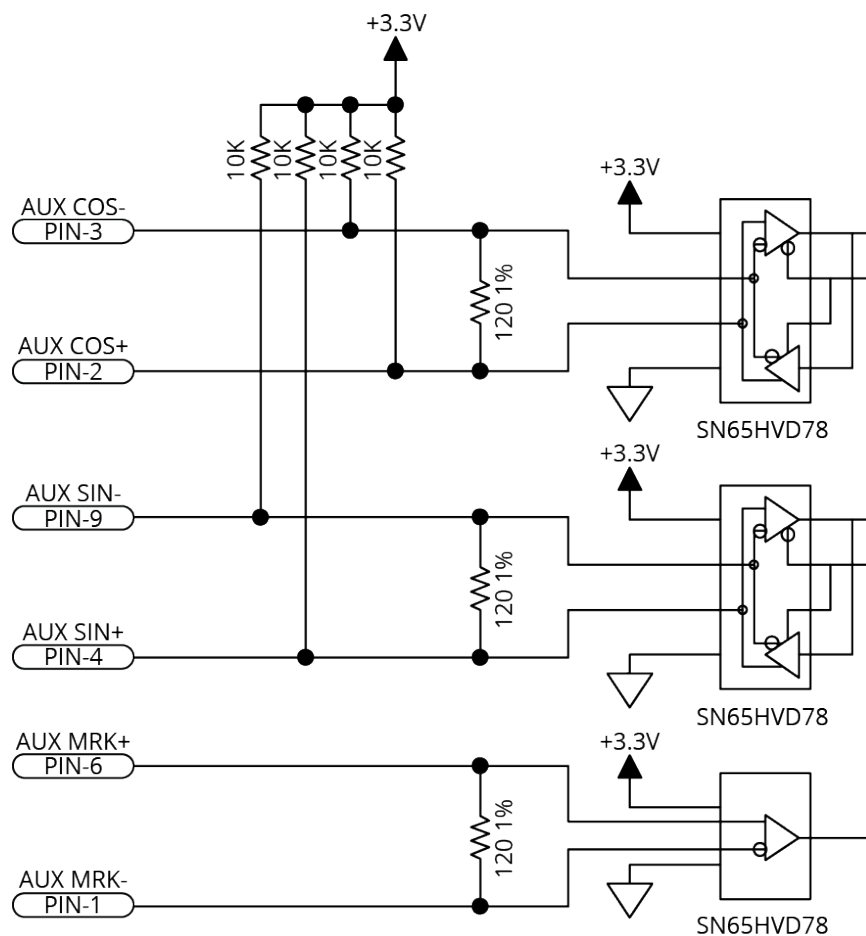 +3.3V
10K
10K
10K
10K
+3.3V
AUX COS-
PIN-3
120 1%
AUX COS+
PIN-2
SN65HVD78
+3.3V
AUX SIN-
PIN-9
120 1%
AUX SIN+
PIN-4
SN65HVD78
+3.3V
AUX MRK+
PIN-6
120 1%
AUX MRK-
PIN-1
SN65HVD78